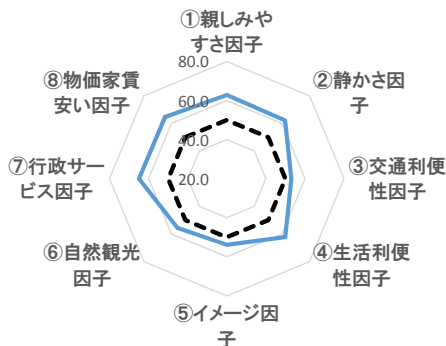 ①親しみや
すさ因子
80.0
60.0
40.0
20.0
②静かさ因
子
③交通利便
性因子
④生活利便
性因子
⑤イメージ因
子
⑥自然観光
因子
⑦行政サー
ビス因子
⑧物価家賃
安い因子